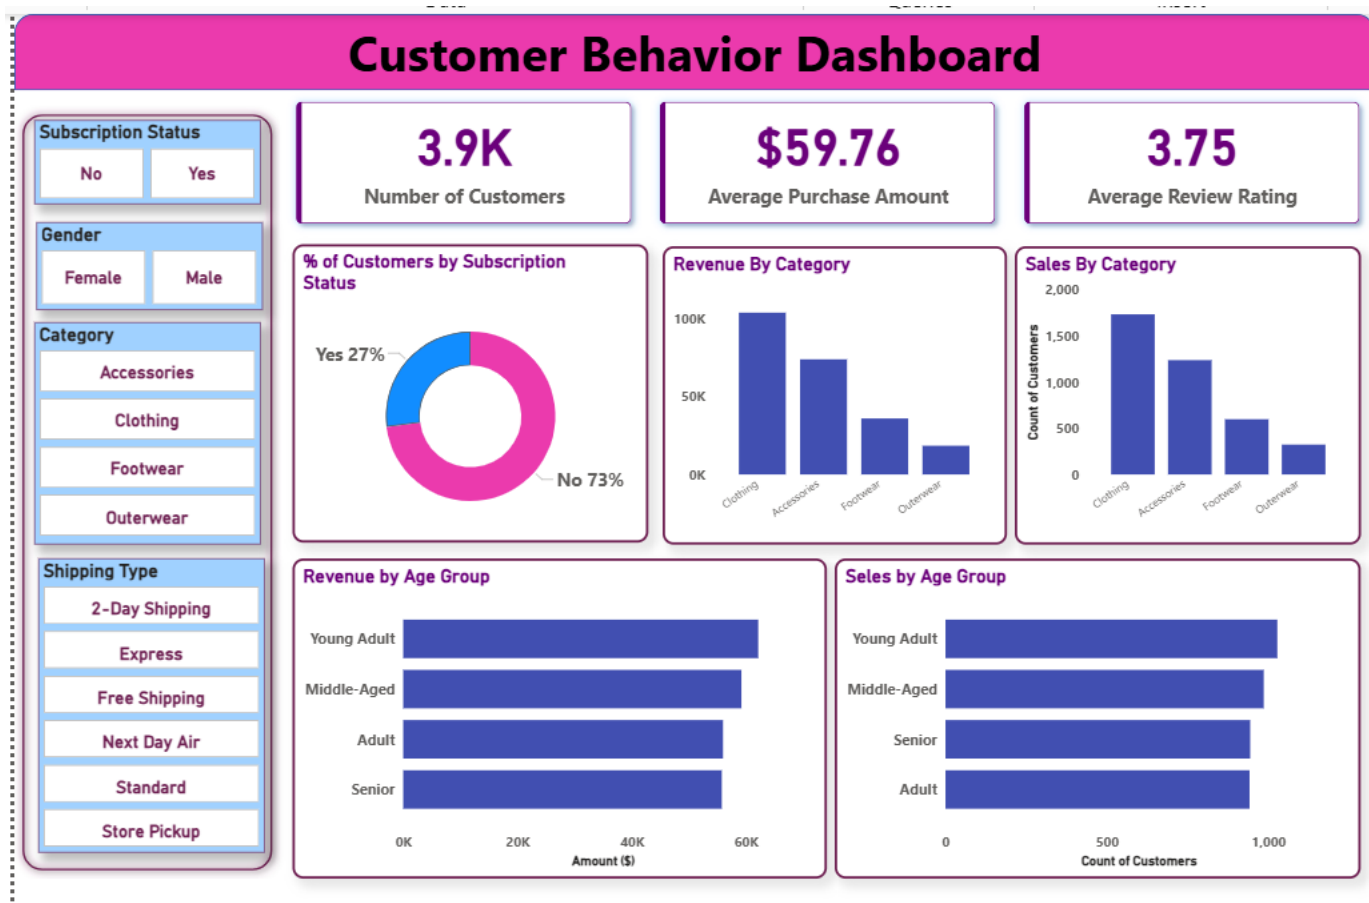 Customer Behavior Dashboard
Subscription Status
No
Yes
Gender
Female
Male
Category
Accessories
Clothing
Footwear
Outerwear
Shipping Type
2-Day Shipping
Express
Free Shipping
Next Day Air
Standard
Store Pickup
3.9K
Number of Customers
$59.76
Average Purchase Amount
3.75
Average Review Rating
% of Customers by Subscription
Status
Yes 27%
No 73%
Revenue By Category
100K
50K
0K
Clothing
Accessories
Footwear
Outerwear
Sales By Category
Count of Customers
2,000
1,500
1,000
500
0
Clothing
Accessories
Footwear
Outerwear
Revenue by Age Group
Young Adult
Middle-Aged
Adult
Senior
0K
20K
40K
60K
Amount ($)
Seles by Age Group
Young Adult
Middle-Aged
Senior
Adult
0
500
1,000
Count of Customers